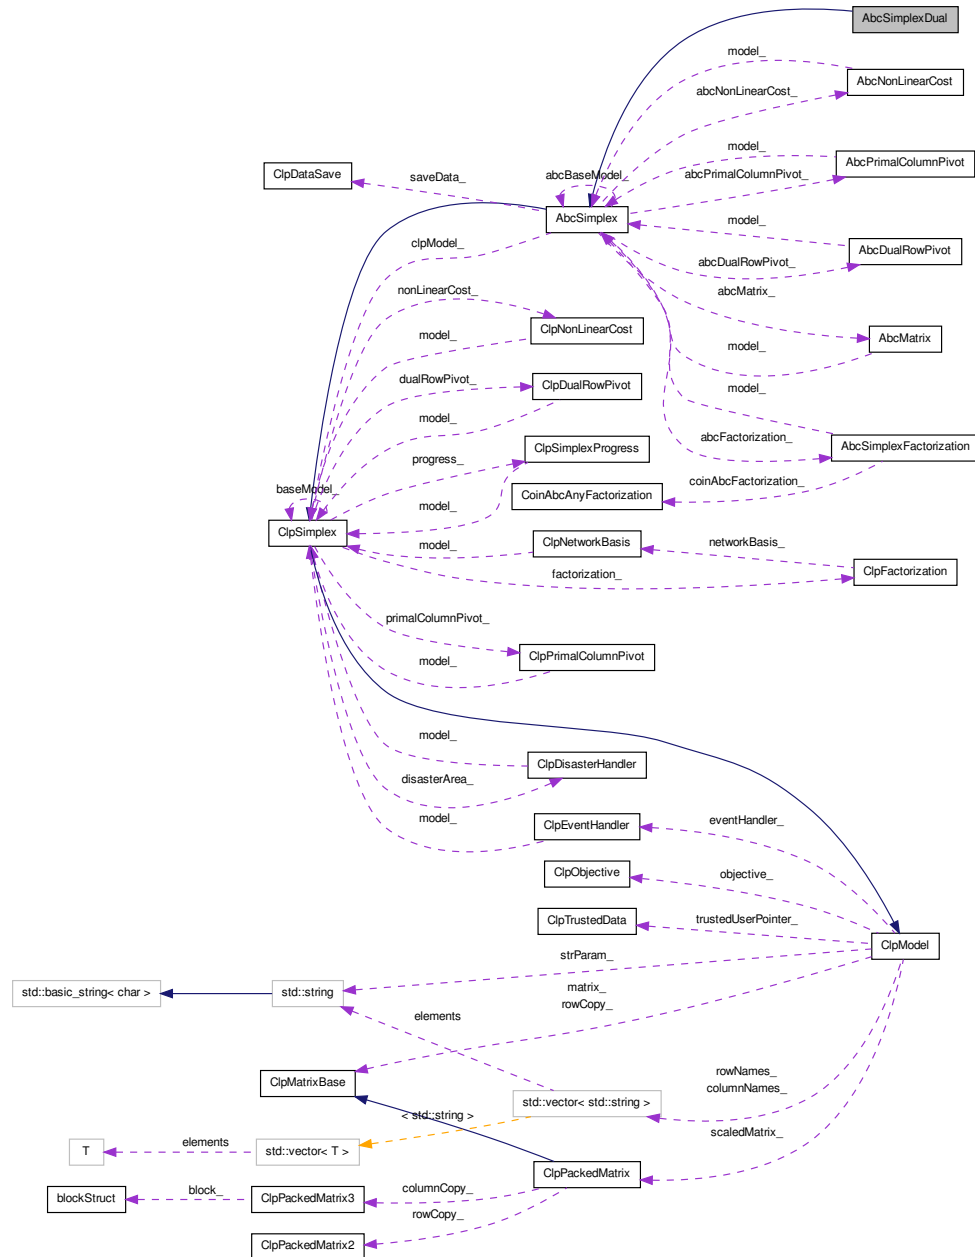 AbcSimplexDual
model_
AbcNonLinearCost
abcNonLinearCost_
model_
AbcPrimalColumnPivot
ClpDataSave
saveData_
abcBaseModel_
abcPrimalColumnPivot_
AbcSimplex
model_
clpModel_
AbcDualRowPivot
abcDualRowPivot_
nonLinearCost_
abcMatrix_
ClpNonLinearCost
model_
AbcMatrix
model_
dualRowPivot_
ClpDualRowPivot
model_
model_
abcFactorization_
AbcSimplexFactorization
progress_
ClpSimplexProgress
coinAbcAnyFactorization_
baseModel_
CoinAbcAnyFactorization
model_
ClpSimplex
model_
ClpNetworkBasis
networkBasis_
factorization_
ClpFactorization
primalColumnPivot_
ClpPrimalColumnPivot
model_
model_
ClpDisasterHandler
disasterArea_
model_
ClpEventHandler
eventHandler_
ClpObjective
objective_
ClpTrustedData
trustedUserPointer_
ClpModel
strParam_
std::basic_string< char >
std::string
matrix_
rowCopy_
elements
rowNames_
columnNames_
ClpMatrixBase
std::vector< std::string >
< std::string >
scaledMatrix_
T
elements
std::vector< T >
ClpPackedMatrix
blockStruct
block_
ClpPackedMatrix3
columnCopy_
rowCopy_
ClpPackedMatrix2